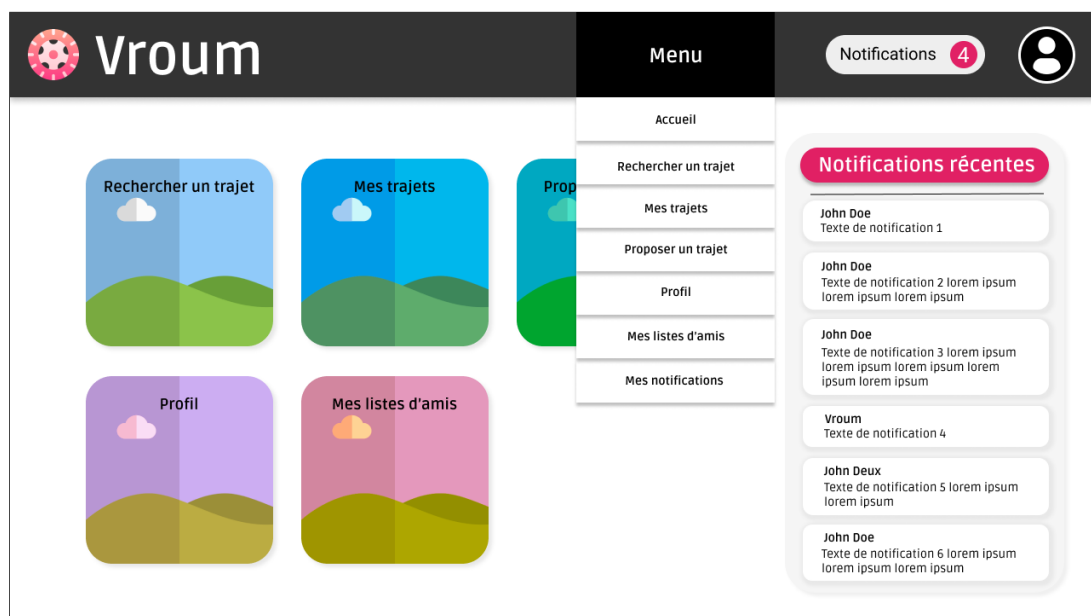 Vroum
Menu
Notifications 4
Accueil
Rechercher un trajet
Mes trajets
Proposer un trajet
Profil
Mes listes d'amis
Mes notifications
Rechercher un trajet
Mes trajets
Prop
Profil
Mes listes d'amis
Notifications récentes
John Doe
Texte de notification 1
John Doe
Texte de notification 2 lorem ipsum
lorem ipsum lorem ipsum
John Doe
Texte de notification 3 lorem ipsum
lorem ipsum lorem ipsum lorem
ipsum lorem ipsum
Vroum
Texte de notification 4
John Deux
Texte de notification 5 lorem ipsum
lorem ipsum
John Doe
Texte de notification 6 lorem ipsum
lorem ipsum lorem ipsum